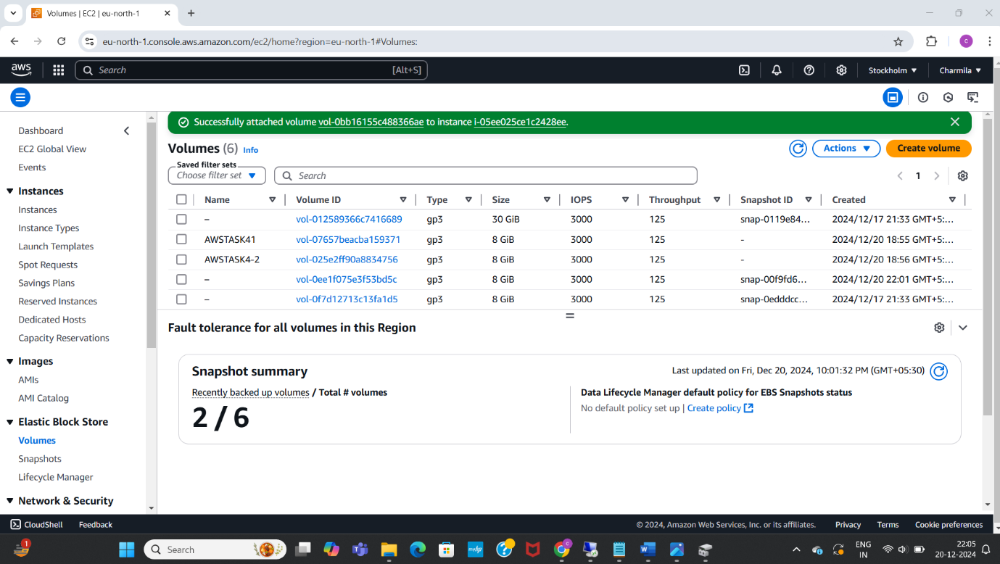 Volumes | EC2 | eu-north-1
eu-north-1.console.aws.amazon.com/ec2/home?region=eu-north-1#Volumes:
C
aws
Search
[Alt+S]
Stockholm
Charmila
Dashboard
EC2 Global View
Events
Instances
Instances
Instance Types
Launch Templates
Spot Requests
Savings Plans
Reserved Instances
Dedicated Hosts
Capacity Reservations
Images
AMIs
AMI Catalog
Elastic Block Store
Volumes
Snapshots
Lifecycle Manager
Network & Security
Successfully attached volume vol-0bb16155c488366ae to instance i-05ee025ce1c2428ee.
Volumes (6) Info
Actions
Create volume
Saved filter sets
Choose filter set
Search
1
Name Volume ID Type Size IOPS Throughput Snapshot ID Created
– vol-012589366c7416689 gp3 30 GiB 3000 125 snap-0119e84... 2024/12/17 21:33 GMT+5:...
AWSTASK41 vol-07657beacba159371 gp3 8 GiB 3000 125 - 2024/12/20 18:55 GMT+5:...
AWSTASK4-2 vol-025e2ff90a8834756 gp3 8 GiB 3000 125 - 2024/12/20 18:56 GMT+5:...
– vol-0ee1f075e3f53bd5c gp3 8 GiB 3000 125 snap-00f9fd6... 2024/12/20 22:01 GMT+5:...
– vol-0f7d12713c13fa1d5 gp3 8 GiB 3000 125 snap-0edddcc... 2024/12/17 21:33 GMT+5:...
Fault tolerance for all volumes in this Region
Snapshot summary
Last updated on Fri, Dec 20, 2024, 10:01:32 PM (GMT+05:30)
Recently backed up volumes / Total # volumes
2 / 6
Data Lifecycle Manager default policy for EBS Snapshots status
No default policy set up | Create policy
CloudShell
Feedback
© 2024, Amazon Web Services, Inc. or its affiliates.
Privacy
Terms
Cookie preferences
1
Search
ENG
IN
22:05
20-12-2024